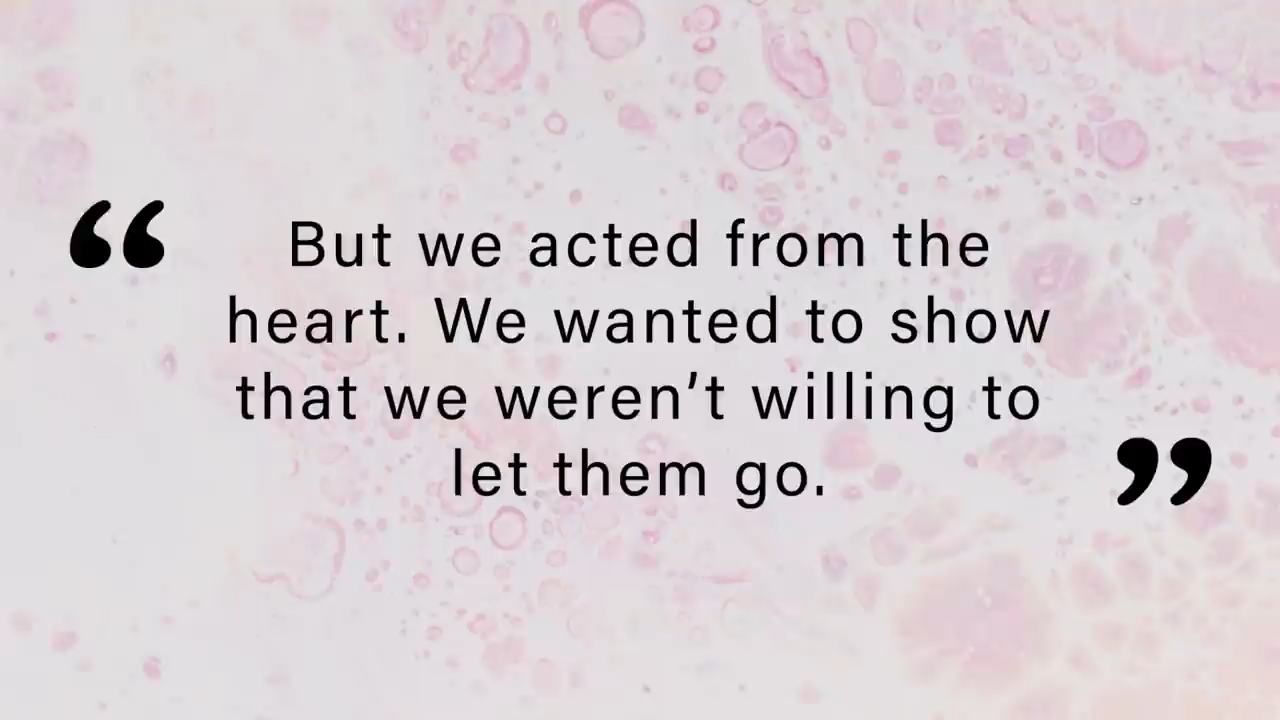 “ But we acted from the
heart. We wanted to show
that we weren’t willing to
let them go. ”